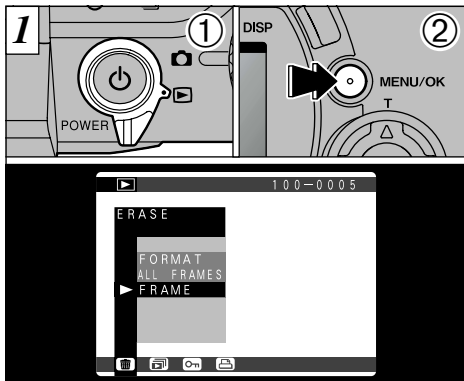 1
①
POWER
DISP
②
MENU/OK
T
100-0005
ERASE
FORMAT
ALL FRAMES
FRAME